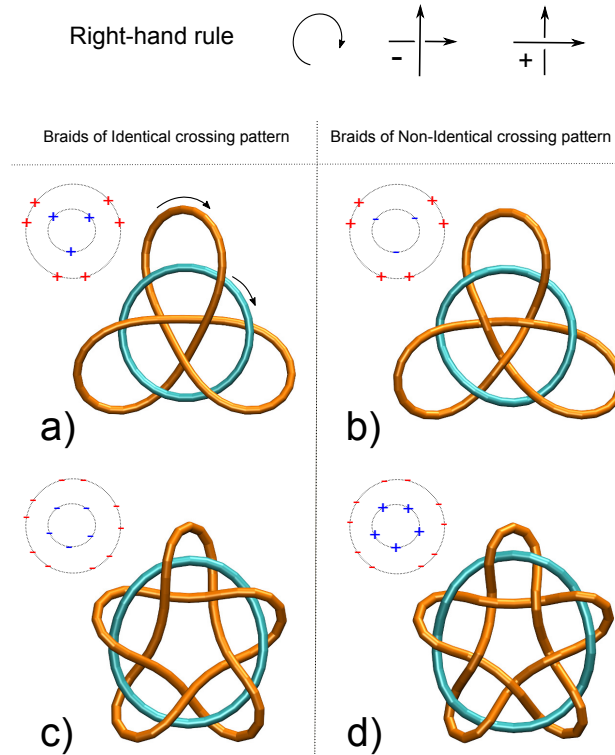 Right-hand rule
- +
Braids of Identical crossing pattern
Braids of Non-Identical crossing pattern
+ + + + + + + + +
+ + - - + + - + +
a)
b)
- - - - - - - - - - - - - - -
- - - + + - - + + - - + - - -
c)
d)